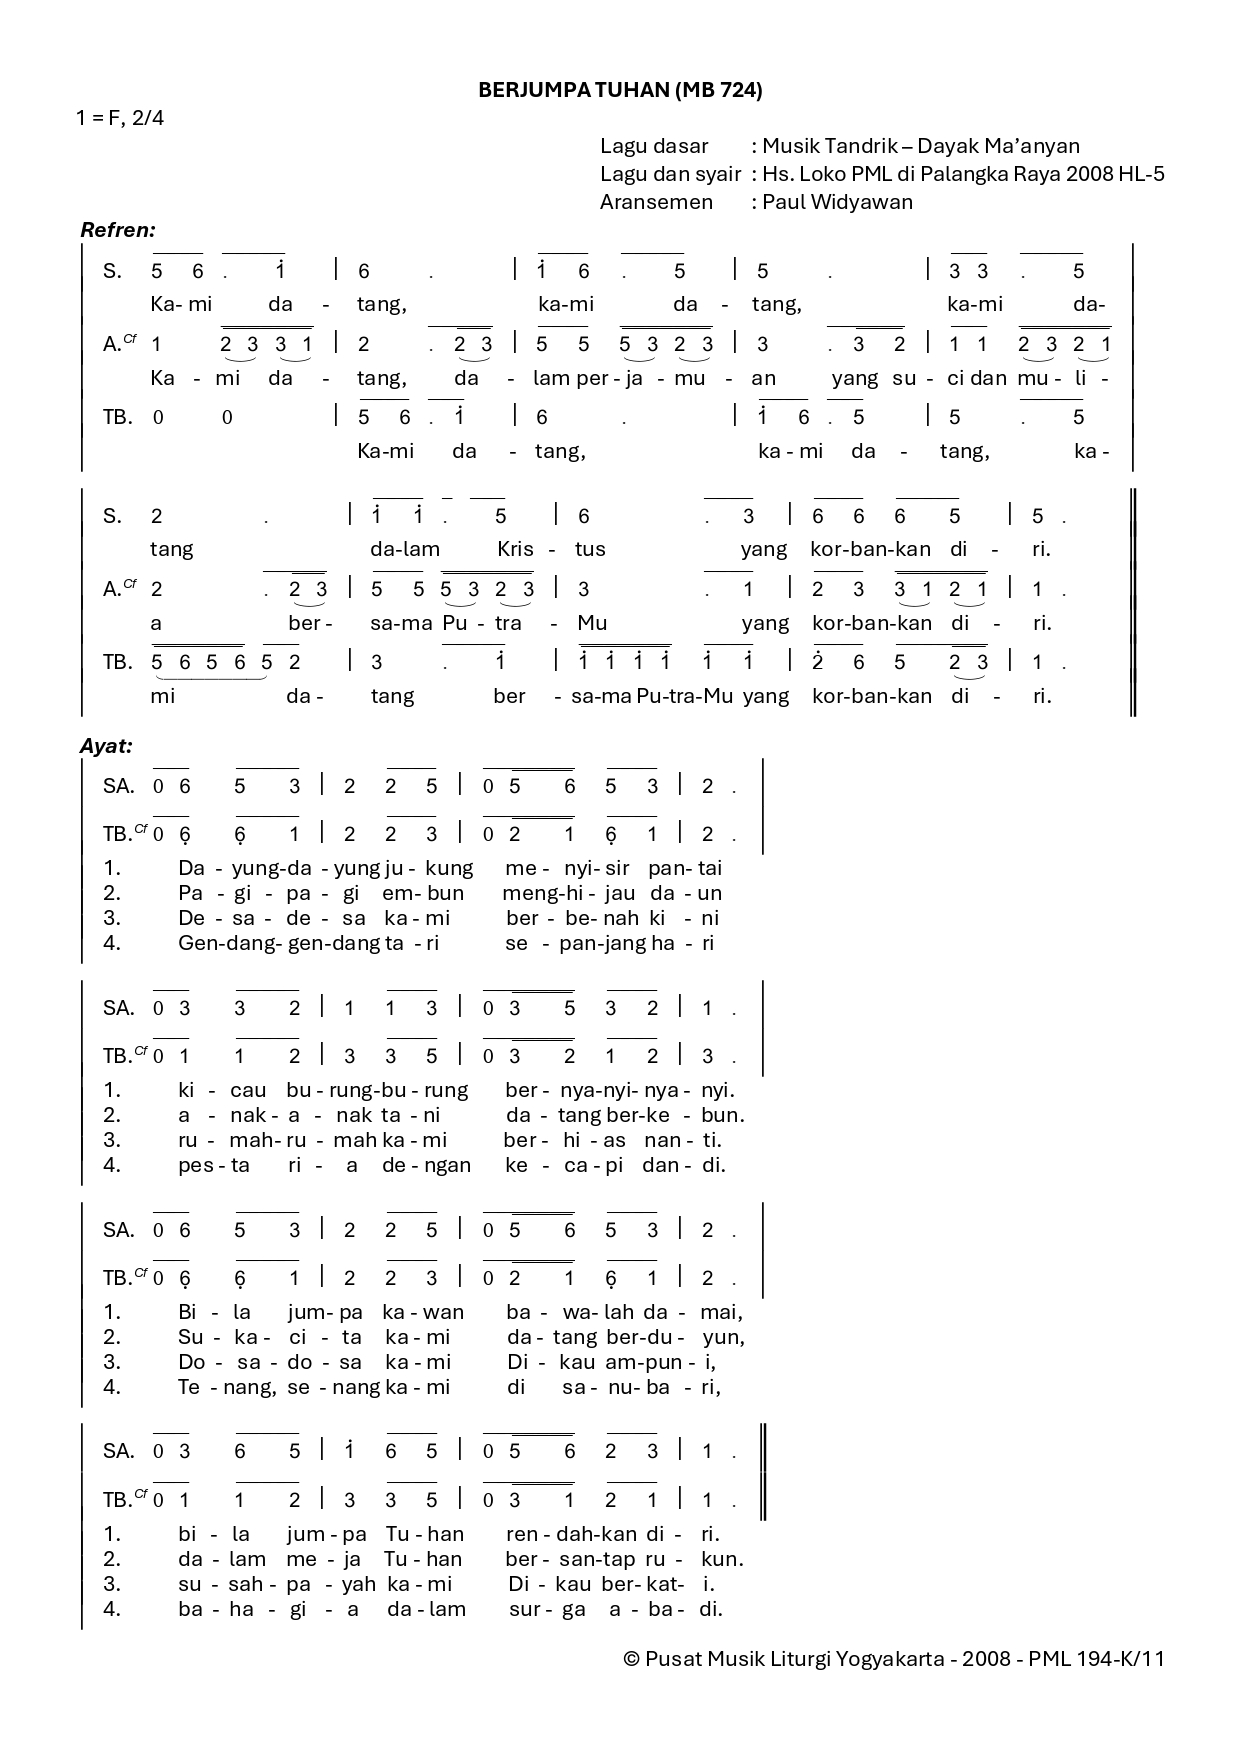 BERJUMPA TUHAN (MB 724)
1 = F, 2/4
Lagu dasar : Musik Tandrik – Dayak Ma’anyan
Lagu dan syair : Hs. Loko PML di Palangka Raya 2008 HL-5
Aransemen : Paul Widyawan
Refren:
S. 5 6 . 1̇ | 6 . | 1̇ 6 . 5 | 5 . | 3 3 . 5
Ka- mi da - tang, ka-mi da - tang, ka-mi da-
A.Cf 1 2 3 3 1 | 2 . 2 3 | 5 5 5 3 2 3 | 3 . 3 2 | 1 1 2 3 2 1
Ka - mi da - tang, da - lam per - ja - mu - an yang su - ci dan mu - li -
TB. 0 0 | 5 6 . 1̇ | 6 . | 1̇ 6 . 5 | 5 . 5
Ka-mi da - tang, ka - mi da - tang, ka -
S. 2 . | 1̇ 1̇ . 5 | 6 . 3 | 6 6 6 5 | 5 .
tang da-lam Kris - tus yang kor-ban-kan di - ri.
A.Cf 2 . 2 3 | 5 5 5 3 2 3 | 3 . 1 | 2 3 3 1 2 1 | 1 .
a ber - sa-ma Pu - tra - Mu yang kor-ban-kan di - ri.
TB. 5 6 5 6 5 2 | 3 . 1̇ | 1̇ 1̇ 1̇ 1̇ 1̇ 1̇ | 2̇ 6 5 2 3 | 1 .
mi da - tang ber - sa-ma Pu-tra-Mu yang kor-ban-kan di - ri.
Ayat:
SA. 0 6 5 3 | 2 2 5 | 0 5 6 5 3 | 2 .
TB.Cf 0 6̣ 6̣ 1 | 2 2 3 | 0 2 1 6̣ 1 | 2 .
1. Da - yung-da - yung ju - kung me - nyi- sir pan- tai
2. Pa - gi - pa - gi em- bun meng-hi - jau da - un
3. De - sa - de - sa ka - mi ber - be- nah ki - ni
4. Gen-dang- gen-dang ta - ri se - pan-jang ha - ri
SA. 0 3 3 2 | 1 1 3 | 0 3 5 3 2 | 1 .
TB.Cf 0 1 1 2 | 3 3 5 | 0 3 2 1 2 | 3 .
1. ki - cau bu - rung-bu - rung ber - nya-nyi- nya - nyi.
2. a - nak - a - nak ta - ni da - tang ber-ke - bun.
3. ru - mah- ru - mah ka - mi ber - hi - as nan - ti.
4. pes - ta ri - a de - ngan ke - ca - pi dan - di.
SA. 0 6 5 3 | 2 2 5 | 0 5 6 5 3 | 2 .
TB.Cf 0 6̣ 6̣ 1 | 2 2 3 | 0 2 1 6̣ 1 | 2 .
1. Bi - la jum- pa ka - wan ba - wa- lah da - mai,
2. Su - ka - ci - ta ka - mi da - tang ber-du - yun,
3. Do - sa - do - sa ka - mi Di - kau am-pun - i,
4. Te - nang, se - nang ka - mi di sa - nu- ba - ri,
SA. 0 3 6 5 | 1̇ 6 5 | 0 5 6 2 3 | 1 .
TB.Cf 0 1 1 2 | 3 3 5 | 0 3 1 2 1 | 1 .
1. bi - la jum - pa Tu - han ren - dah-kan di - ri.
2. da - lam me - ja Tu - han ber - san-tap ru - kun.
3. su - sah - pa - yah ka - mi Di - kau ber- kat- i.
4. ba - ha - gi - a da - lam sur - ga a - ba - di.
© Pusat Musik Liturgi Yogyakarta - 2008 - PML 194-K/11